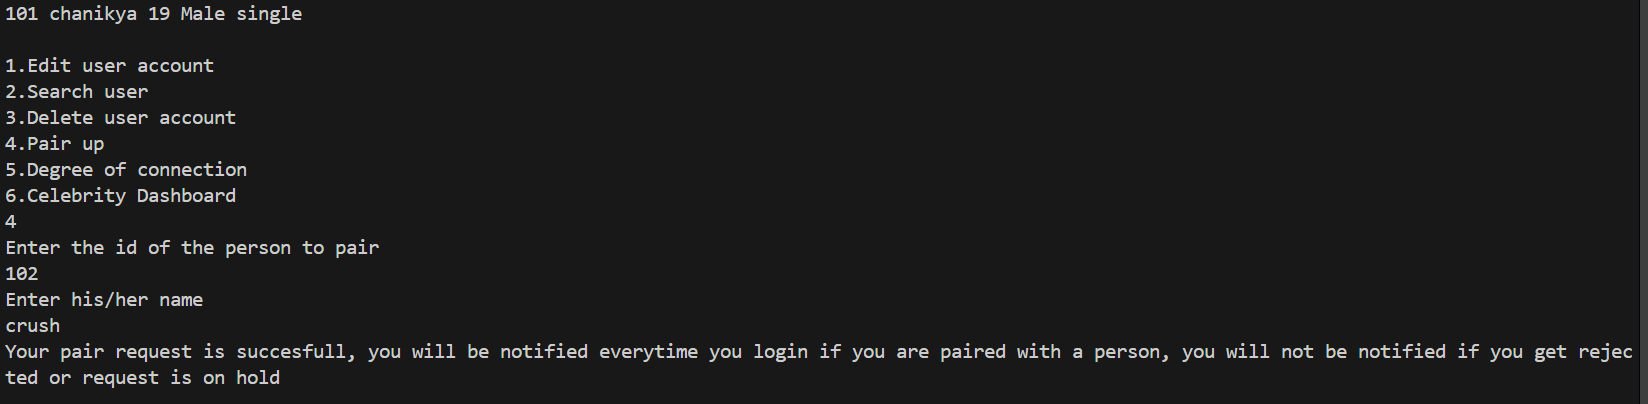 101 chanikya 19 Male single
1.Edit user account
2.Search user
3.Delete user account
4.Pair up
5.Degree of connection
6.Celebrity Dashboard
4
Enter the id of the person to pair
102
Enter his/her name
crush
Your pair request is succesfull, you will be notified everytime you login if you are paired with a person, you will not be notified if you get rejec
ted or request is on hold